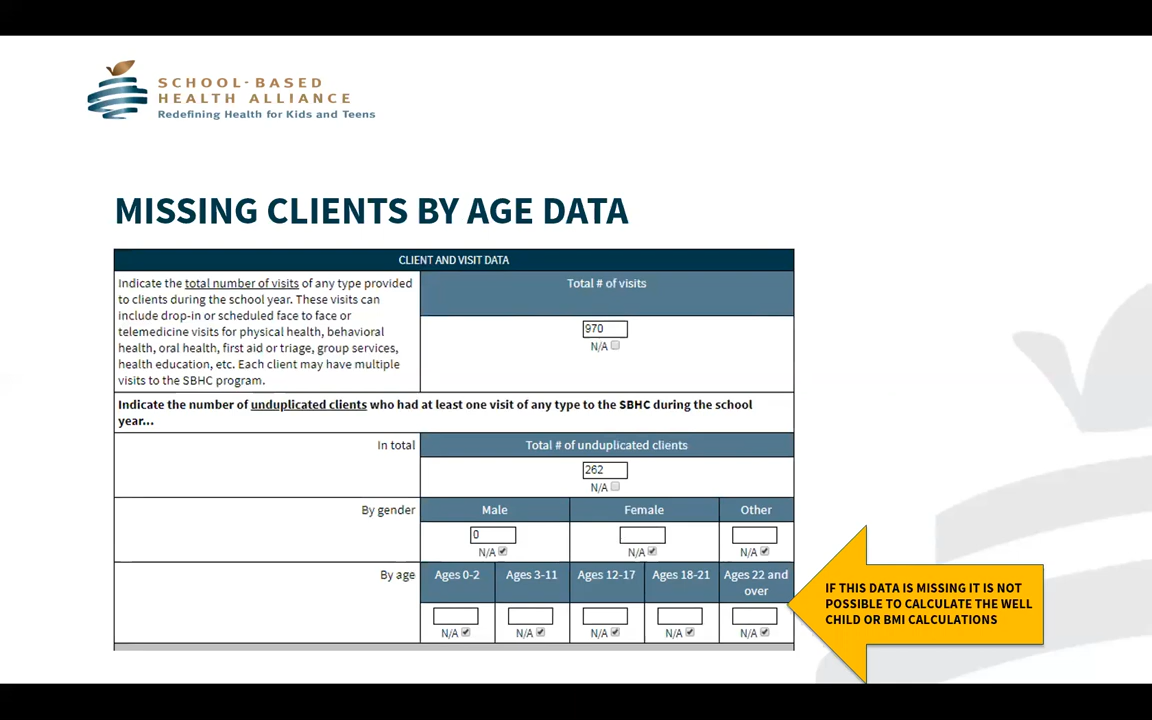 SCHOOL-BASED
HEALTH ALLIANCE
Redefining Health for Kids and Teens
MISSING CLIENTS BY AGE DATA
CLIENT AND VISIT DATA
Indicate the total number of visits of any type provided
to clients during the school year. These visits can
include drop-in or scheduled face to face or
telemedicine visits for physical health, behavioral
health, oral health, first aid or triage, group services,
health education, etc. Each client may have multiple
visits to the SBHC program.
Total # of visits
970
N/A
Indicate the number of unduplicated clients who had at least one visit of any type to the SBHC during the school
year...
In total
Total # of unduplicated clients
262
N/A
By gender
Male Female Other
0
N/A N/A N/A
By age
Ages 0-2 Ages 3-11 Ages 12-17 Ages 18-21 Ages 22 and
over
N/A N/A N/A N/A N/A
IF THIS DATA IS MISSING IT IS NOT
POSSIBLE TO CALCULATE THE WELL
CHILD OR BMI CALCULATIONS